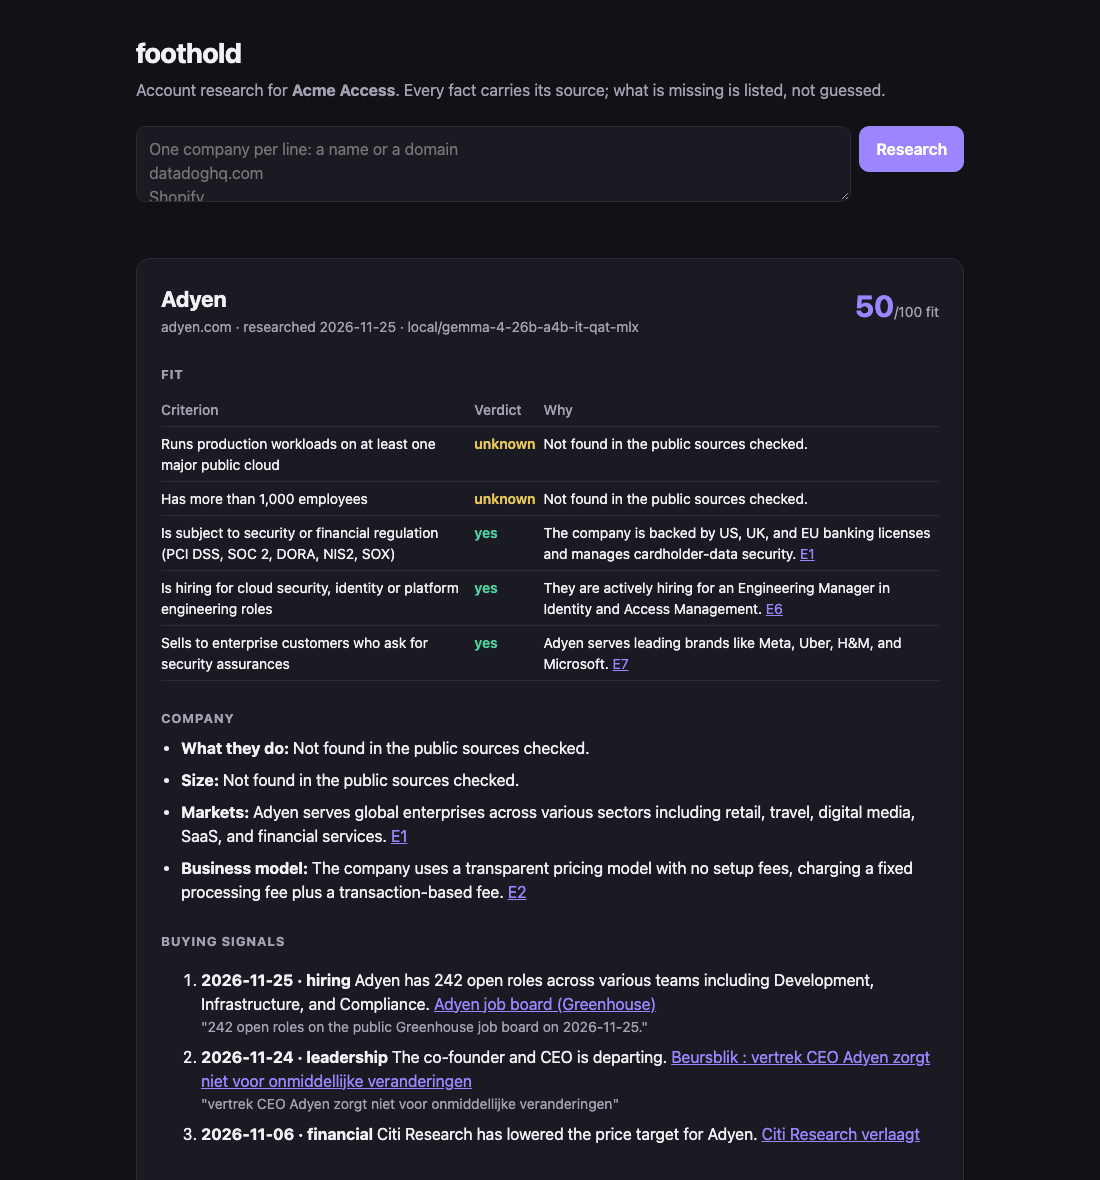 foothold
Account research for Acme Access. Every fact carries its source; what is missing is listed, not guessed.
One company per line: a name or a domain
datadoghq.com
Shopify
Research
Adyen
adyen.com · researched 2026-11-25 · local/gemma-4-26b-a4b-it-qat-mlx
50/100 fit
FIT
Criterion Verdict Why
Runs production workloads on at least one major public cloud unknown Not found in the public sources checked.
Has more than 1,000 employees unknown Not found in the public sources checked.
Is subject to security or financial regulation (PCI DSS, SOC 2, DORA, NIS2, SOX) yes The company is backed by US, UK, and EU banking licenses and manages cardholder-data security. E1
Is hiring for cloud security, identity or platform engineering roles yes They are actively hiring for an Engineering Manager in Identity and Access Management. E6
Sells to enterprise customers who ask for security assurances yes Adyen serves leading brands like Meta, Uber, H&M, and Microsoft. E7
COMPANY
• What they do: Not found in the public sources checked.
• Size: Not found in the public sources checked.
• Markets: Adyen serves global enterprises across various sectors including retail, travel, digital media,
SaaS, and financial services. E1
• Business model: The company uses a transparent pricing model with no setup fees, charging a fixed
processing fee plus a transaction-based fee. E2
BUYING SIGNALS
1. 2026-11-25 · hiring Adyen has 242 open roles across various teams including Development,
Infrastructure, and Compliance. Adyen job board (Greenhouse)
"242 open roles on the public Greenhouse job board on 2026-11-25."
2. 2026-11-24 · leadership The co-founder and CEO is departing. Beursblik : vertrek CEO Adyen zorgt
niet voor onmiddellijke veranderingen
"vertrek CEO Adyen zorgt niet voor onmiddellijke veranderingen"
3. 2026-11-06 · financial Citi Research has lowered the price target for Adyen. Citi Research verlaagt